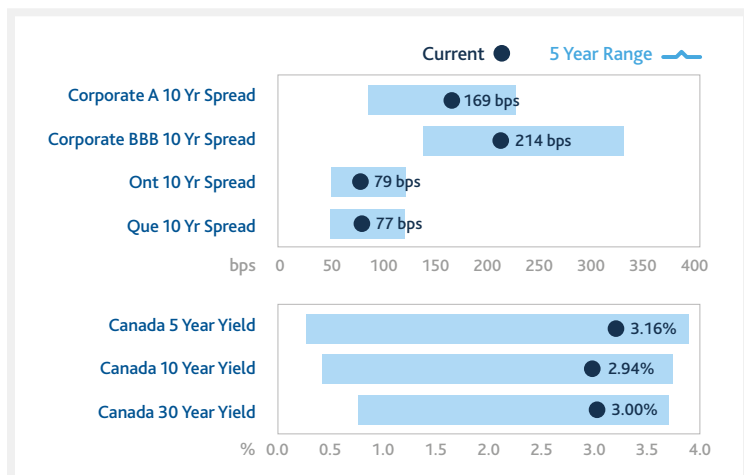 Current 5 Year Range
Corporate A 10 Yr Spread 169 bps
Corporate BBB 10 Yr Spread 214 bps
Ont 10 Yr Spread 79 bps
Que 10 Yr Spread 77 bps
bps 0 50 100 150 200 250 300 350 400
Canada 5 Year Yield 3.16%
Canada 10 Year Yield 2.94%
Canada 30 Year Yield 3.00%
% 0.0 0.5 1.0 1.5 2.0 2.5 3.0 3.5 4.0